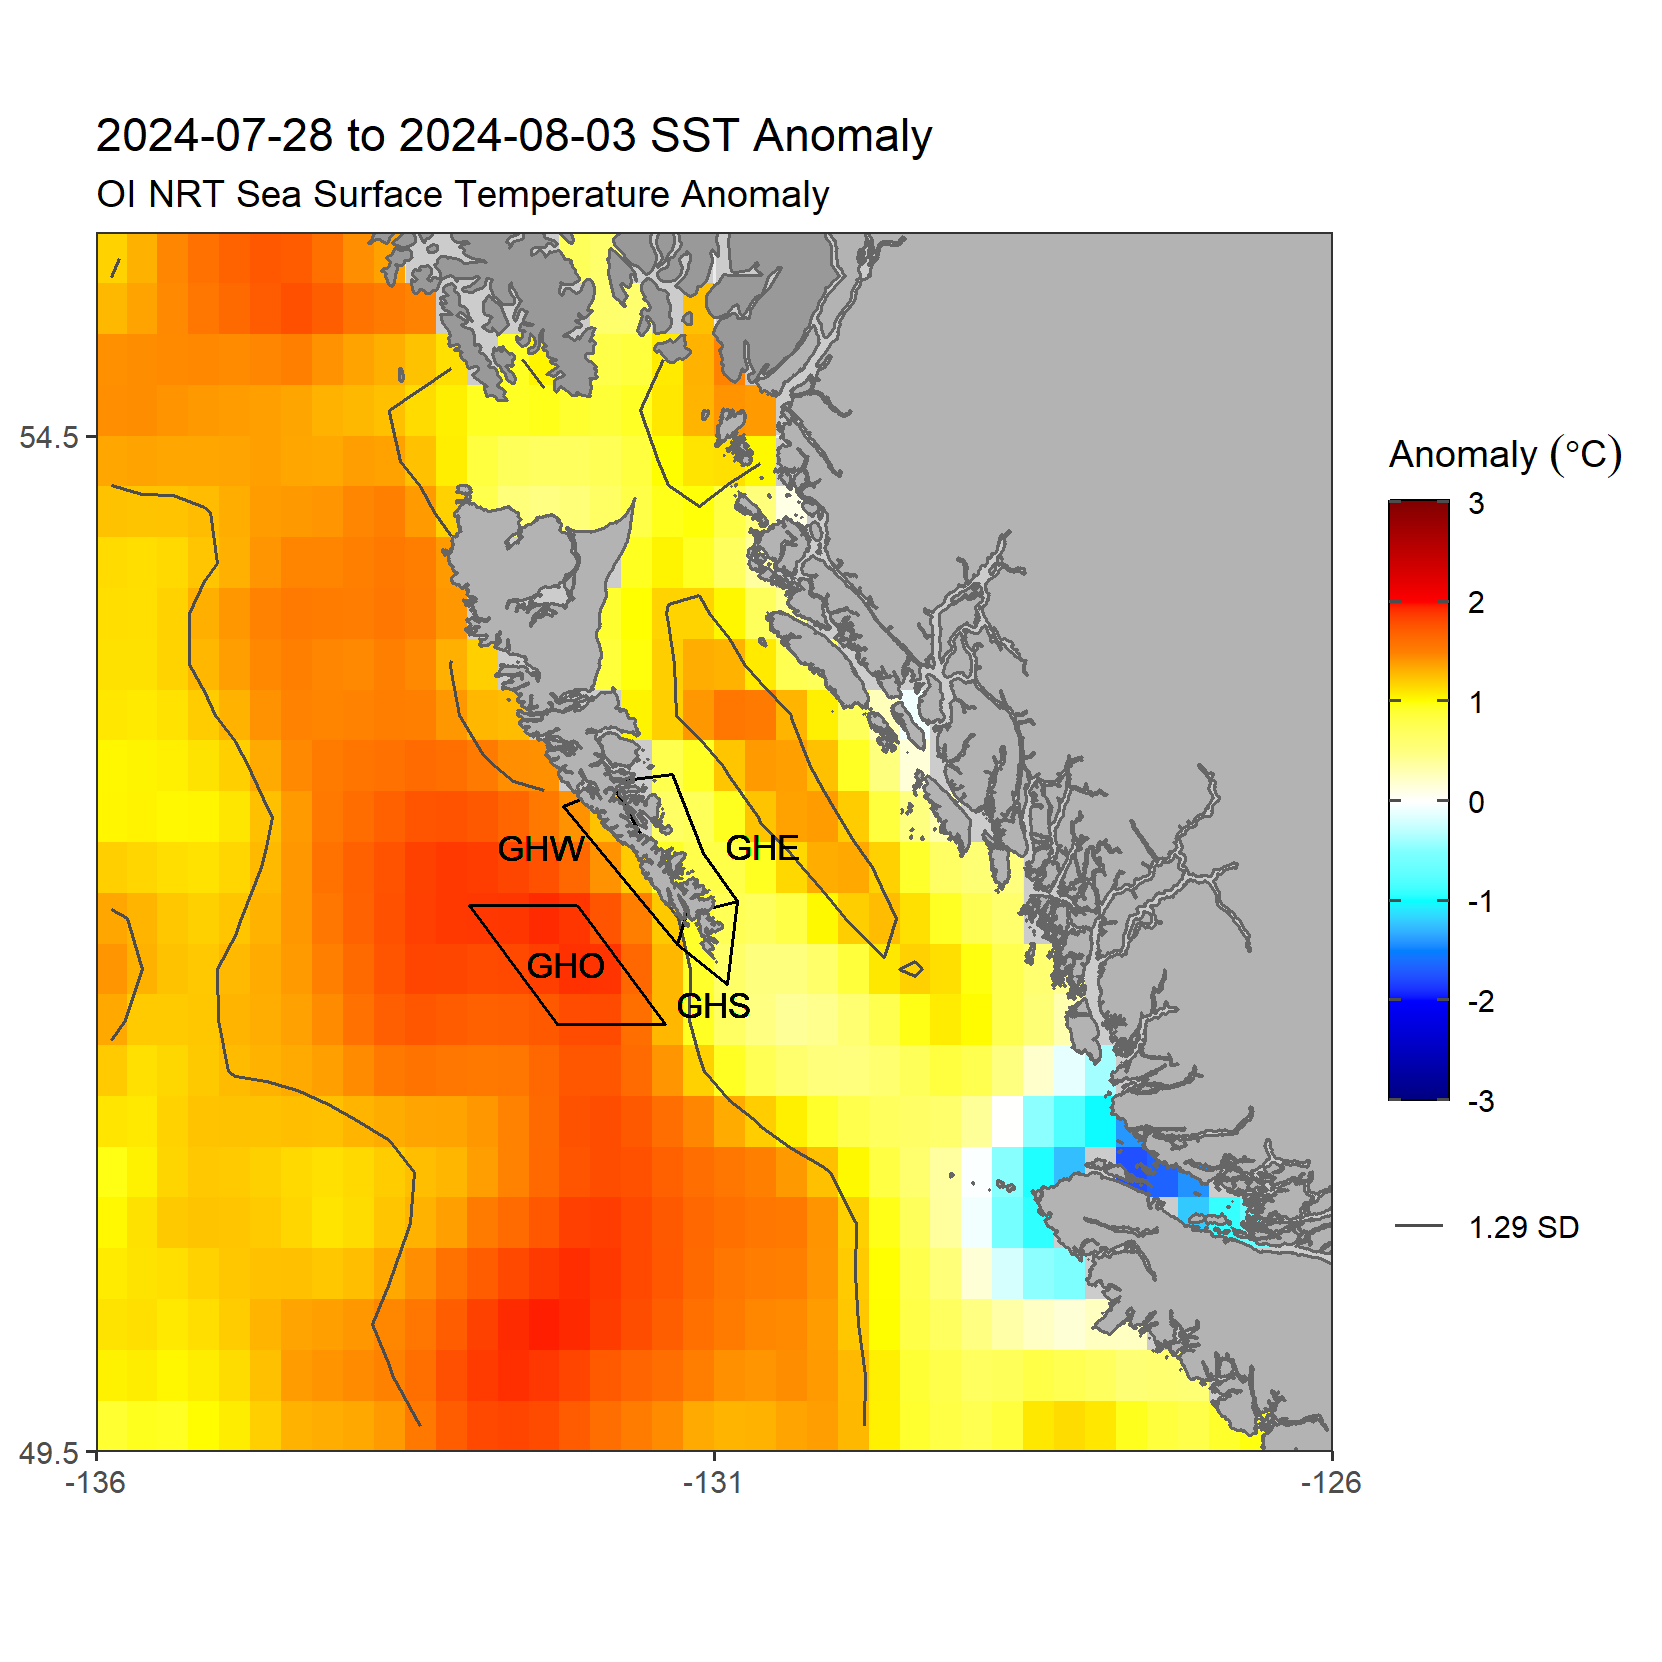 2024-07-28 to 2024-08-03 SST Anomaly
OI NRT Sea Surface Temperature Anomaly
54.5
49.5
-136
-131
-126
GHW
GHE
GHO
GHS
Anomaly (°C)
3
2
1
0
-1
-2
-3
1.29 SD